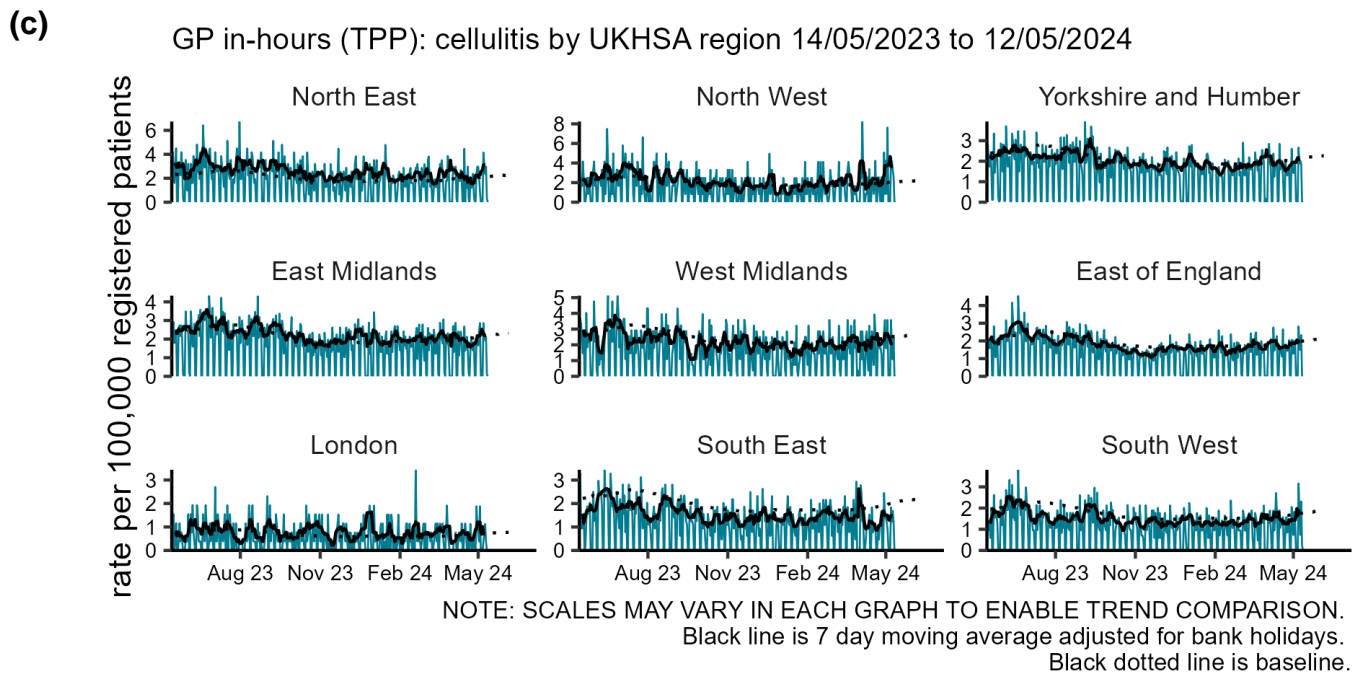 (c)
GP in-hours (TPP): cellulitis by UKHSA region 14/05/2023 to 12/05/2024
rate per 100,000 registered patients
North East
6
4
2
0
North West
8
6
4
2
0
Yorkshire and Humber
3
2
1
0
East Midlands
4
3
2
1
0
West Midlands
5
4
3
2
1
0
East of England
4
3
2
1
0
London
3
2
1
0
Aug 23 Nov 23 Feb 24 May 24
South East
3
2
1
0
Aug 23 Nov 23 Feb 24 May 24
South West
3
2
1
0
Aug 23 Nov 23 Feb 24 May 24
NOTE: SCALES MAY VARY IN EACH GRAPH TO ENABLE TREND COMPARISON.
Black line is 7 day moving average adjusted for bank holidays.
Black dotted line is baseline.